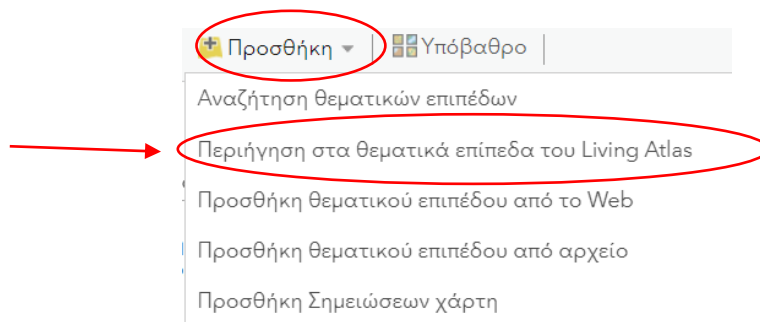 Προσθήκη Υπόβαθρο
Αναζήτηση θεματικών επιπέδων
Περιήγηση στα θεματικά επίπεδα του Living Atlas
Προσθήκη θεματικού επιπέδου από το Web
Προσθήκη θεματικού επιπέδου από αρχείο
Προσθήκη Σημειώσεων χάρτη